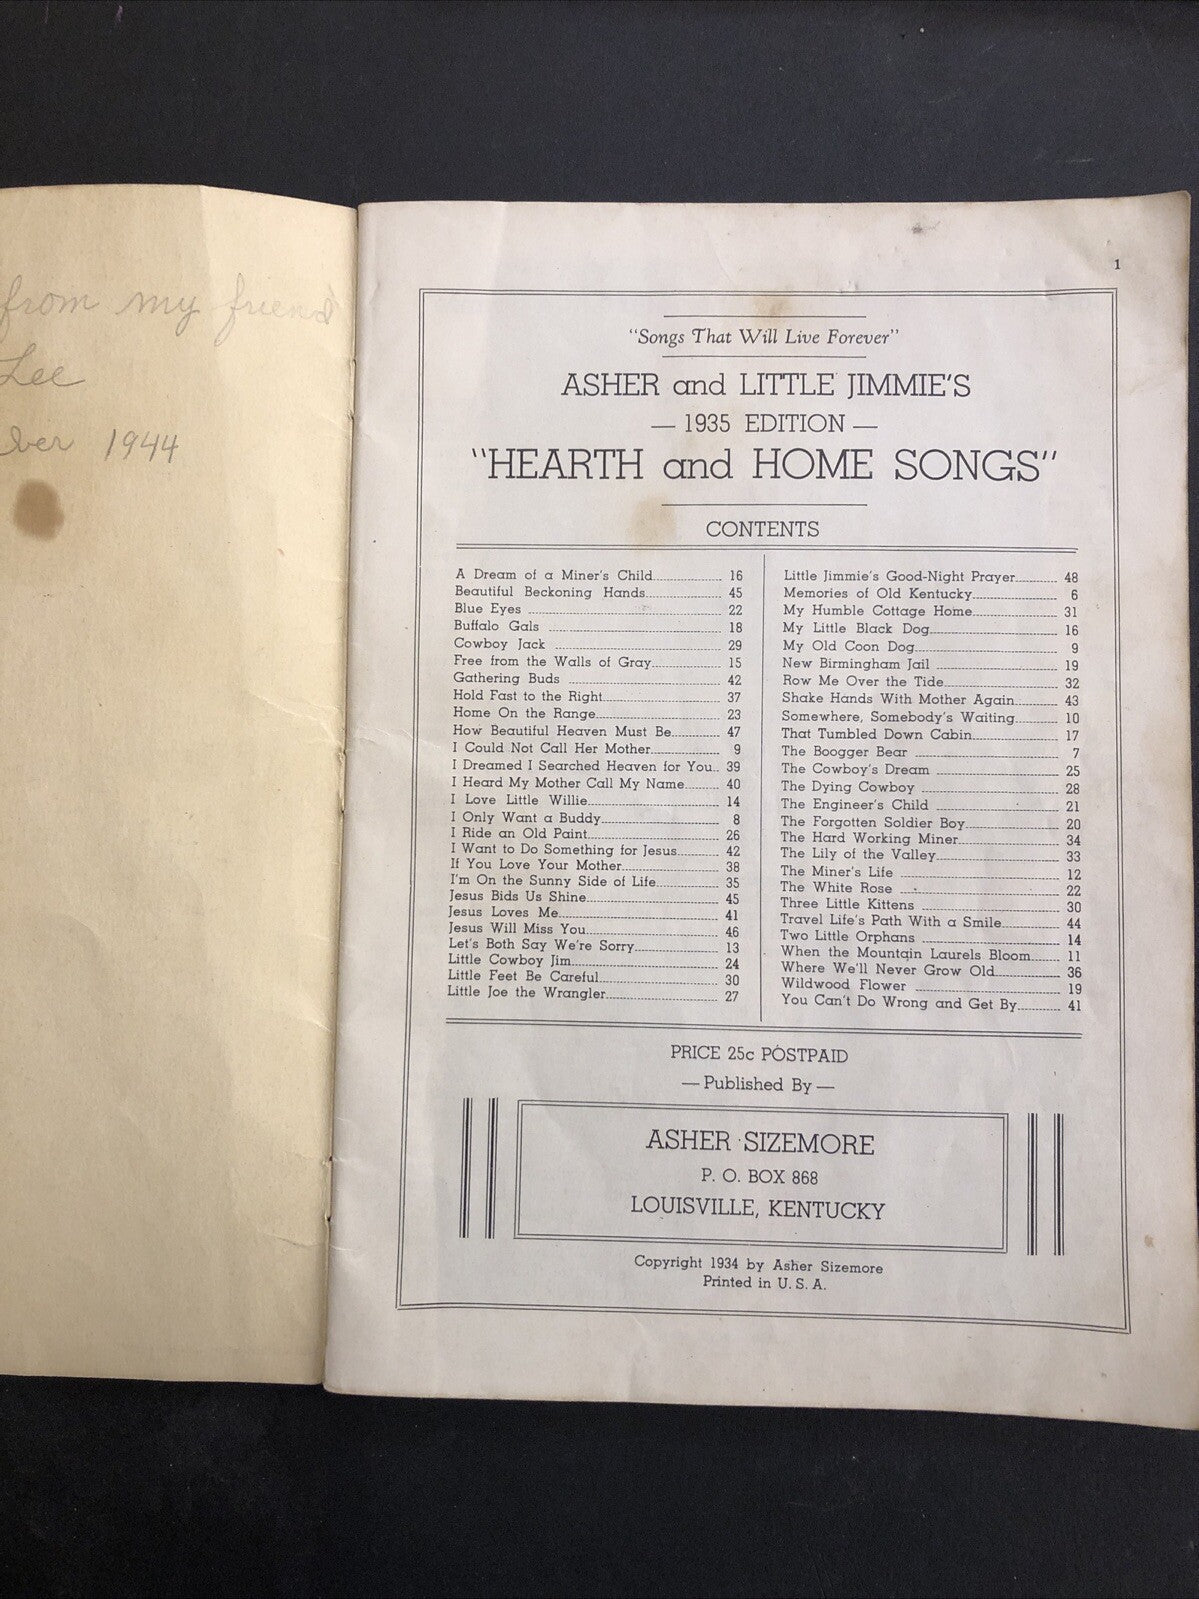 from my friend
Lee
ber 1944
1
"Songs That Will Live Forever"
ASHER and LITTLE JIMMIE'S
— 1935 EDITION —
"HEARTH and HOME SONGS"
CONTENTS
A Dream of a Miner's Child 16
Beautiful Beckoning Hands 45
Blue Eyes 22
Buffalo Gals 18
Cowboy Jack 29
Free from the Walls of Gray 15
Gathering Buds 42
Hold Fast to the Right 37
Home On the Range 23
How Beautiful Heaven Must Be 47
I Could Not Call Her Mother 9
I Dreamed I Searched Heaven for You 39
I Heard My Mother Call My Name 40
I Love Little Willie 14
I Only Want a Buddy 8
I Ride an Old Paint 26
I Want to Do Something for Jesus 42
If You Love Your Mother 38
I'm On the Sunny Side of Life 35
Jesus Bids Us Shine 45
Jesus Loves Me 41
Jesus Will Miss You 46
Let's Both Say We're Sorry 13
Little Cowboy Jim 24
Little Feet Be Careful 30
Little Joe the Wrangler 27
Little Jimmie's Good-Night Prayer 48
Memories of Old Kentucky 6
My Humble Cottage Home 31
My Little Black Dog 16
My Old Coon Dog 9
New Birmingham Jail 19
Row Me Over the Tide 32
Shake Hands With Mother Again 43
Somewhere, Somebody's Waiting 10
That Tumbled Down Cabin 17
The Boogger Bear 7
The Cowboy's Dream 25
The Dying Cowboy 28
The Engineer's Child 21
The Forgotten Soldier Boy 20
The Hard Working Miner 34
The Lily of the Valley 33
The Miner's Life 12
The White Rose 22
Three Little Kittens 30
Travel Life's Path With a Smile 44
Two Little Orphans 14
When the Mountain Laurels Bloom 11
Where We'll Never Grow Old 36
Wildwood Flower 19
You Can't Do Wrong and Get By 41
PRICE 25c POSTPAID
— Published By —
ASHER SIZEMORE
P. O. BOX 868
LOUISVILLE, KENTUCKY
Copyright 1934 by Asher Sizemore
Printed in U. S. A.